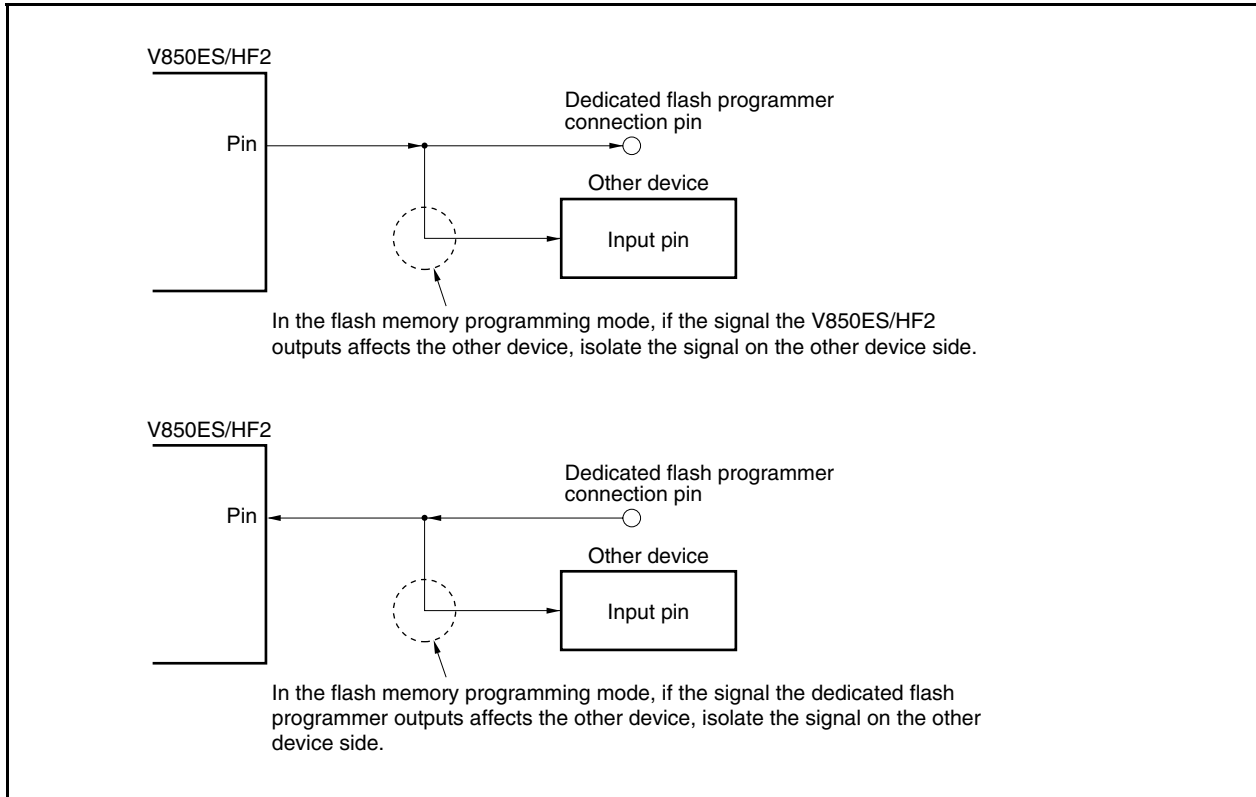 V850ES/HF2
Dedicated flash programmer
connection pin
Pin
Other device
Input pin
In the flash memory programming mode, if the signal the V850ES/HF2
outputs affects the other device, isolate the signal on the other device side.
V850ES/HF2
Dedicated flash programmer
connection pin
Pin
Other device
Input pin
In the flash memory programming mode, if the signal the dedicated flash
programmer outputs affects the other device, isolate the signal on the other
device side.